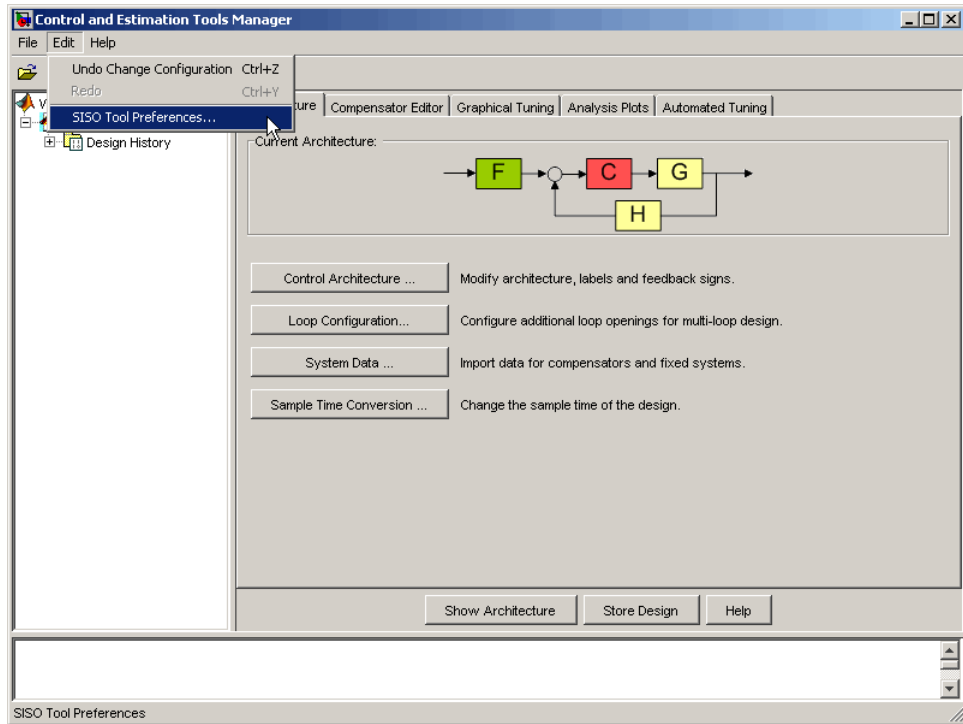 Control and Estimation Tools Manager
File Edit Help
Undo Change Configuration Ctrl+Z
Redo Ctrl+Y
SISO Tool Preferences...
Compensator Editor Graphical Tuning Analysis Plots Automated Tuning
Design History
Current Architecture:
F C G
H
Control Architecture ... Modify architecture, labels and feedback signs.
Loop Configuration... Configure additional loop openings for multi-loop design.
System Data ... Import data for compensators and fixed systems.
Sample Time Conversion ... Change the sample time of the design.
Show Architecture Store Design Help
SISO Tool Preferences